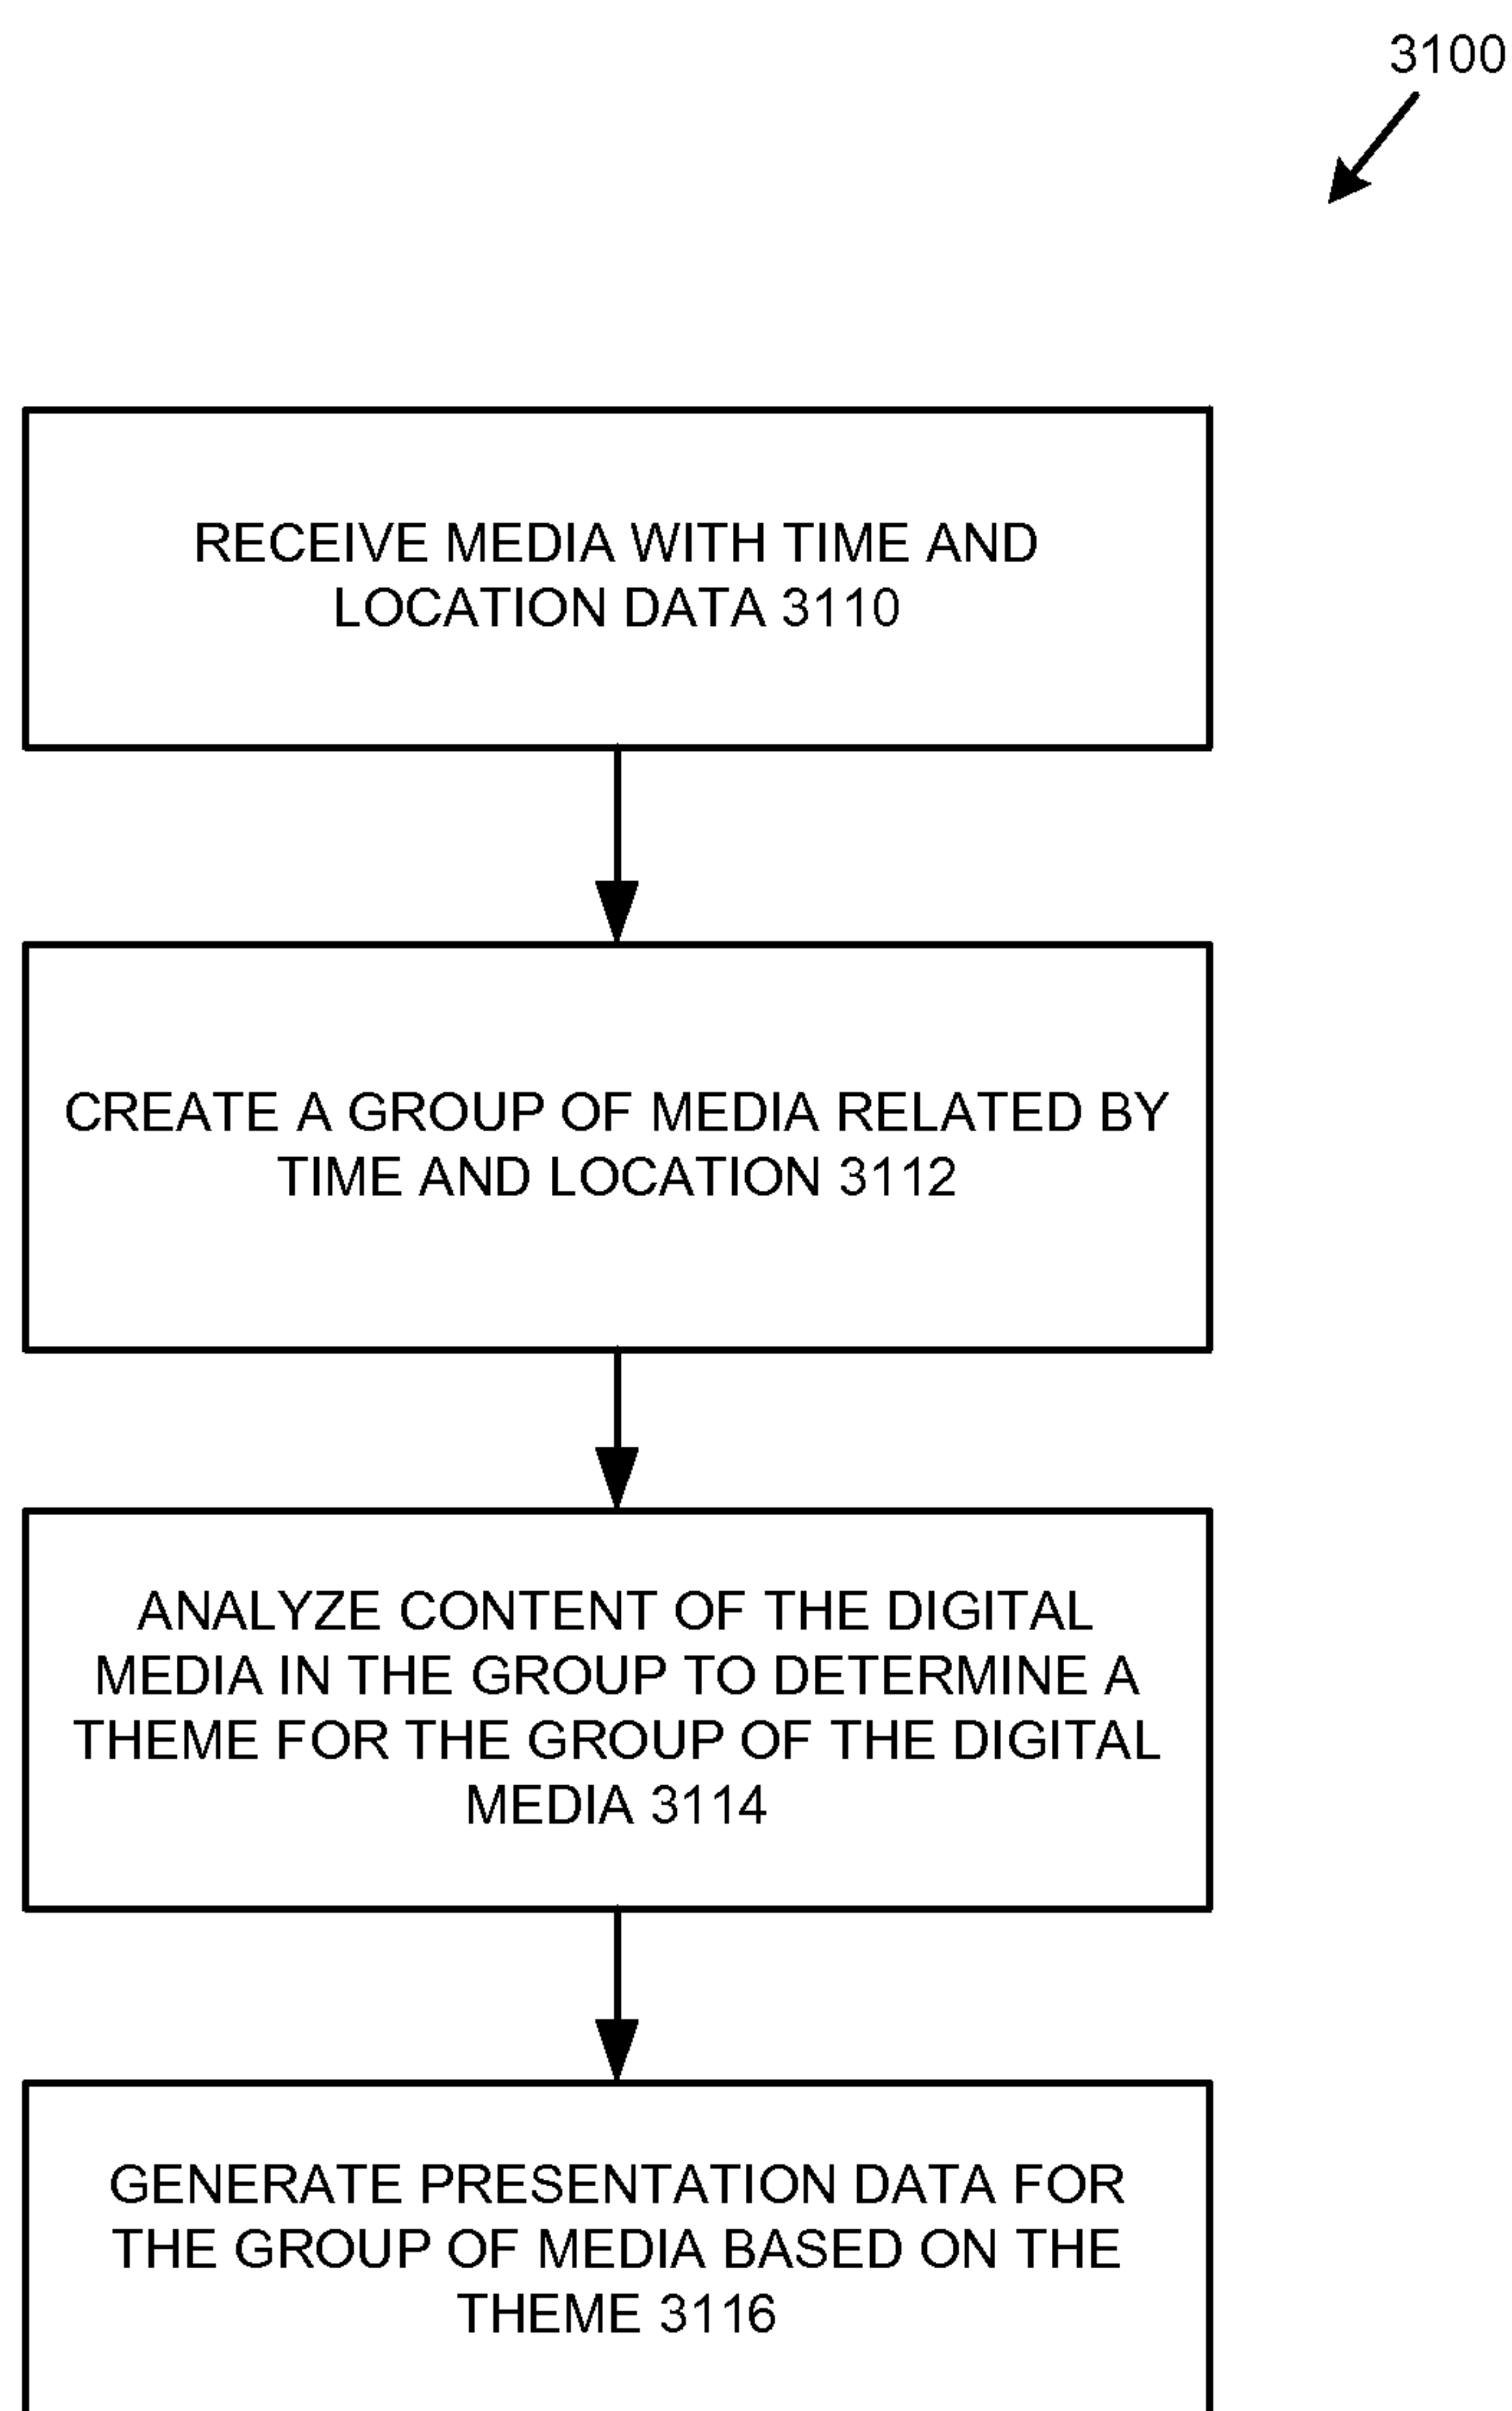 3100
RECEIVE MEDIA WITH TIME AND
LOCATION DATA 3110
CREATE A GROUP OF MEDIA RELATED BY
TIME AND LOCATION 3112
ANALYZE CONTENT OF THE DIGITAL
MEDIA IN THE GROUP TO DETERMINE A
THEME FOR THE GROUP OF THE DIGITAL
MEDIA 3114
GENERATE PRESENTATION DATA FOR
THE GROUP OF MEDIA BASED ON THE
THEME 3116